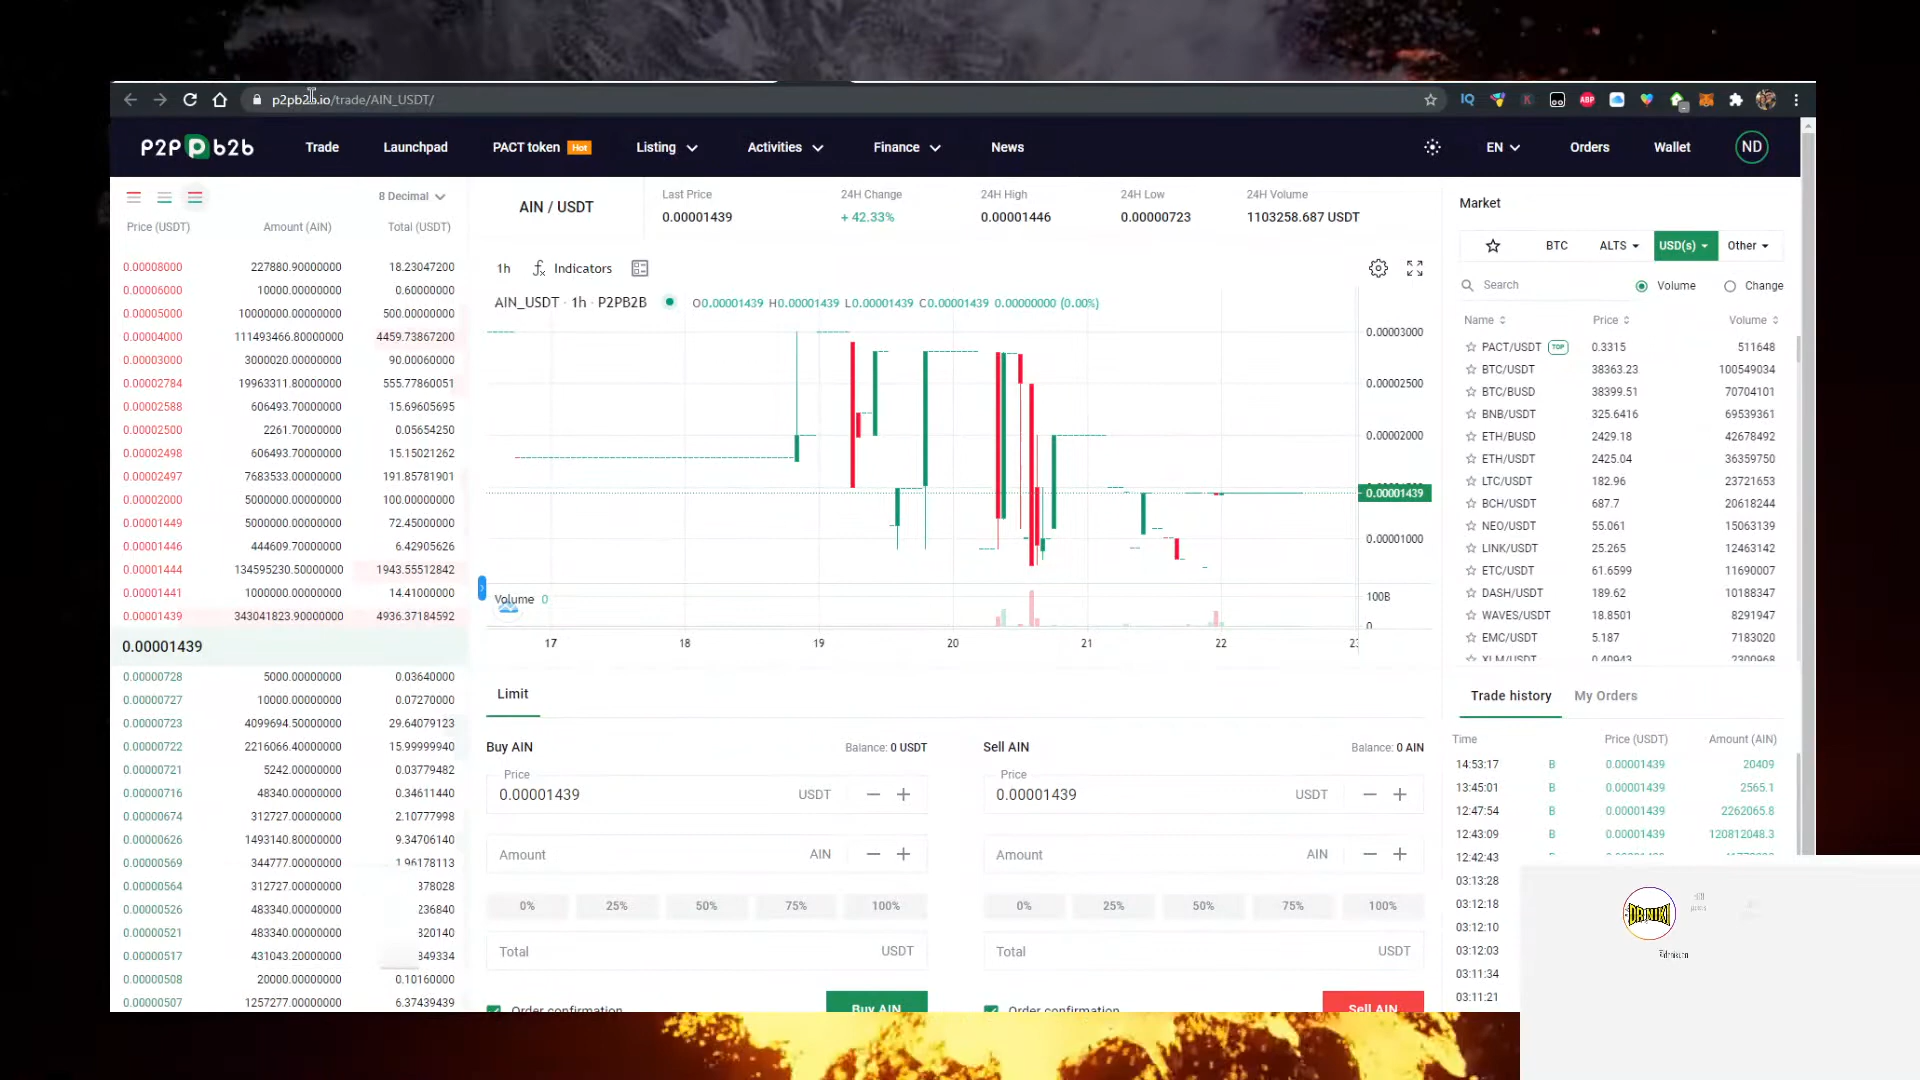 p2pb2b.io/trade/AIN_USDT/
P2P b2b
Trade
Launchpad
PACT token Hot
Listing
Activities
Finance
News
EN
Orders
Wallet
ND
8 Decimal
Price (USDT) Amount (AIN) Total (USDT)
0.00008000 227880.90000000 18.23047200
0.00006000 10000.00000000 0.60000000
0.00005000 10000000.00000000 500.00000000
0.00004000 111493466.80000000 4459.73867200
0.00003000 3000020.00000000 90.00060000
0.00002784 19963311.80000000 555.77860051
0.00002588 606493.70000000 15.69605695
0.00002500 2261.70000000 0.05654250
0.00002498 606493.70000000 15.15021262
0.00002497 7683533.00000000 191.85781901
0.00002000 5000000.00000000 100.00000000
0.00001449 5000000.00000000 72.45000000
0.00001446 444609.70000000 6.42905626
0.00001444 134595230.50000000 1943.55512842
0.00001441 1000000.00000000 14.41000000
0.00001439 343041823.90000000 4936.37184592
0.00001439
0.00000728 5000.00000000 0.03640000
0.00000727 10000.00000000 0.07270000
0.00000723 4099694.50000000 29.64079123
0.00000722 2216066.40000000 15.99999940
0.00000721 5242.00000000 0.03779482
0.00000716 48340.00000000 0.34611440
0.00000674 312727.00000000 2.10777998
0.00000626 1493140.80000000 9.34706140
0.00000569 344777.00000000 1.96178113
0.00000564 312727.00000000 378028
0.00000526 483340.00000000 236840
0.00000521 483340.00000000 820140
0.00000517 431043.20000000 849334
0.00000508 20000.00000000 0.10160000
0.00000507 1257277.00000000 6.37439439
AIN / USDT
Last Price
0.00001439
24H Change
+ 42.33%
24H High
0.00001446
24H Low
0.00000723
24H Volume
1103258.687 USDT
1h Indicators
AIN_USDT · 1h · P2PB2B O0.00001439 H0.00001439 L0.00001439 C0.00001439 0.00000000 (0.00%)
0.00003000
0.00002500
0.00002000
0.00001439
0.00001000
Volume 0
100B
0
17 18 19 20 21 22 23
Limit
Buy AIN Balance: 0 USDT
Price
0.00001439 USDT
Amount AIN
0% 25% 50% 75% 100%
Total USDT
Order confirmation
Buy AIN
Sell AIN Balance: 0 AIN
Price
0.00001439 USDT
Amount AIN
0% 25% 50% 75% 100%
Total USDT
Order confirmation
Sell AIN
Market
BTC ALTS USD(s) Other
Search Volume Change
Name Price Volume
PACT/USDT TOP 0.3315 511648
BTC/USDT 38363.23 100549034
BTC/BUSD 38399.51 70704101
BNB/USDT 325.6416 69539361
ETH/BUSD 2429.18 42678492
ETH/USDT 2425.04 36359750
LTC/USDT 182.96 23721653
BCH/USDT 687.7 20618244
NEO/USDT 55.061 15063139
LINK/USDT 25.265 12463142
ETC/USDT 61.6599 11690007
DASH/USDT 189.62 10188347
WAVES/USDT 18.8501 8291947
EMC/USDT 5.187 7183020
XLM/USDT 0.40943 2300968
Trade history My Orders
Time Price (USDT) Amount (AIN)
14:53:17 B 0.00001439 20409
13:45:01 B 0.00001439 2565.1
12:47:54 B 0.00001439 2262065.8
12:43:09 B 0.00001439 120812048.3
12:42:43
03:13:28
03:12:18
03:12:10
03:12:03
03:11:34
03:11:21